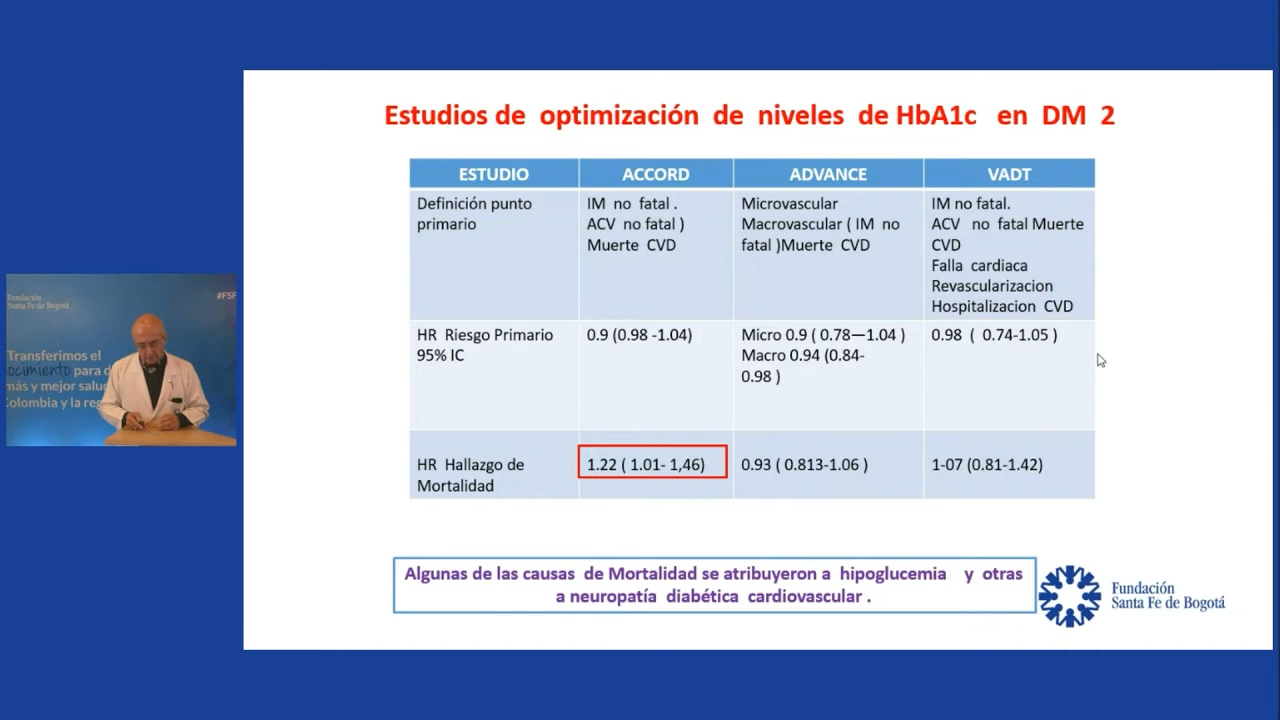 Estudios de optimización de niveles de HbA1c en DM 2
ESTUDIO ACCORD ADVANCE VADT
Definición punto
primario
IM no fatal .
ACV no fatal )
Muerte CVD
Microvascular
Macrovascular ( IM no
fatal )Muerte CVD
IM no fatal.
ACV no fatal Muerte
CVD
Falla cardiaca
Revascularizacion
Hospitalizacion CVD
HR Riesgo Primario
95% IC
0.9 (0.98 -1.04)
Micro 0.9 ( 0.78—1.04 )
Macro 0.94 (0.84-
0.98 )
0.98 ( 0.74-1.05 )
HR Hallazgo de
Mortalidad
1.22 ( 1.01- 1,46)
0.93 ( 0.813-1.06 )
1-07 (0.81-1.42)
Algunas de las causas de Mortalidad se atribuyeron a hipoglucemia y otras
a neuropatía diabética cardiovascular .
Fundación
Santa Fe de Bogotá
Fundación
Santa Fe de Bogotá
#FSF
Transferimos el
ocimiento para
más y mejor salu
Colombia y la re